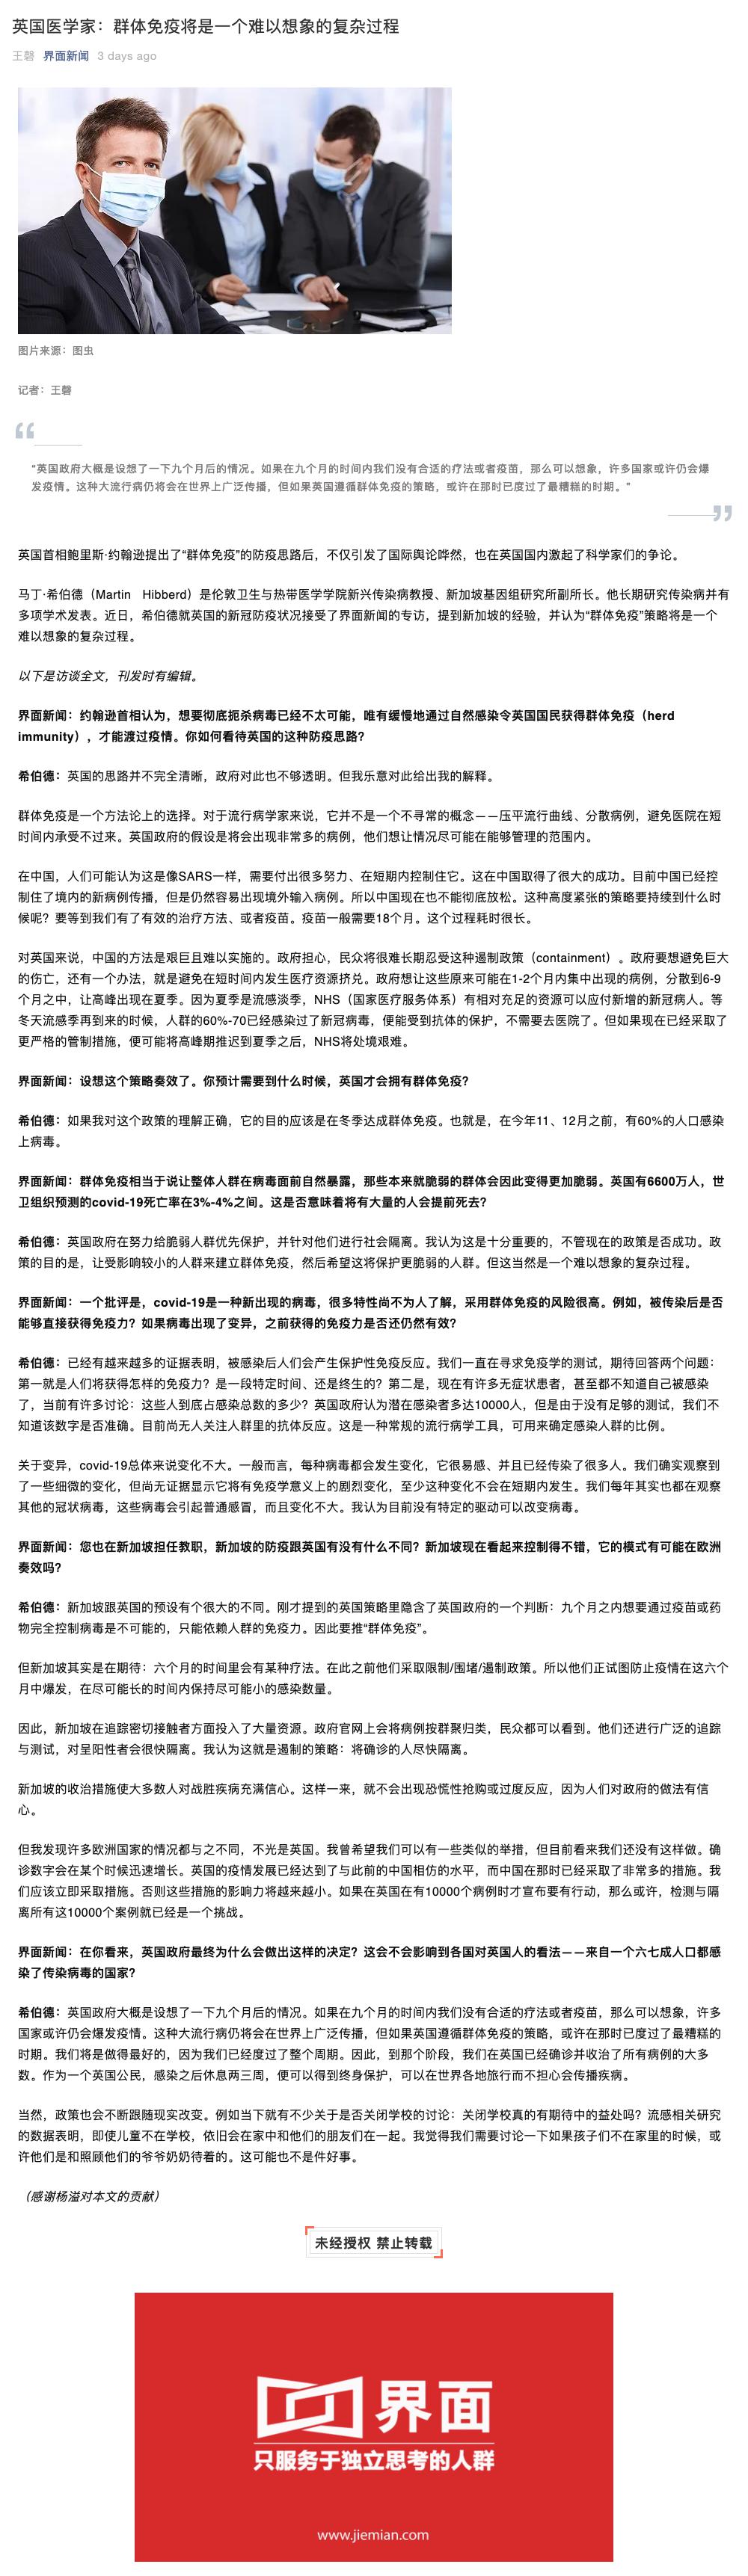 英国医学家：群体免疫将是一个难以想象的复杂过程
王磬 界面新闻 3 days ago
图片来源：图虫
记者：王磬
“英国政府大概是设想了一下九个月后的情况。如果在九个月的时间内我们没有合适的疗法或者疫苗，那么可以想象，许多国家或许仍会爆
发疫情。这种大流行病仍将会在世界上广泛传播，但如果英国遵循群体免疫的策略，或许在那时已度过了最糟糕的时期。”
英国首相鲍里斯·约翰逊提出了“群体免疫”的防疫思路后，不仅引发了国际舆论哗然，也在英国国内激起了科学家们的争论。
马丁·希伯德（Martin Hibberd）是伦敦卫生与热带医学学院新兴传染病教授、新加坡基因组研究所副所长。他长期研究传染病并有
多项学术发表。近日，希伯德就英国的新冠防疫状况接受了界面新闻的专访，提到新加坡的经验，并认为“群体免疫”策略将是一个
难以想象的复杂过程。
以下是访谈全文，刊发时有编辑。
界面新闻：约翰逊首相认为，想要彻底扼杀病毒已经不太可能，唯有缓慢地通过自然感染令英国国民获得群体免疫（herd
immunity），才能渡过疫情。你如何看待英国的这种防疫思路？
希伯德：英国的思路并不完全清晰，政府对此也不够透明。但我乐意对此给出我的解释。
群体免疫是一个方法论上的选择。对于流行病学家来说，它并不是一个不寻常的概念——压平流行曲线、分散病例，避免医院在短
时间内承受不过来。英国政府的假设是将会出现非常多的病例，他们想让情况尽可能在能够管理的范围内。
在中国，人们可能认为这是像SARS一样，需要付出很多努力、在短期内控制住它。这在中国取得了很大的成功。目前中国已经控
制住了境内的新病例传播，但是仍然容易出现境外输入病例。所以中国现在也不能彻底放松。这种高度紧张的策略要持续到什么时
候呢？要等到我们有了有效的治疗方法、或者疫苗。疫苗一般需要18个月。这个过程耗时很长。
对英国来说，中国的方法是艰巨且难以实施的。政府担心，民众将很难长期忍受这种遏制政策（containment）。政府要想避免巨大
的伤亡，还有一个办法，就是避免在短时间内发生医疗资源挤兑。政府想让这些原来可能在1-2个月内集中出现的病例，分散到6-9
个月之中，让高峰出现在夏季。因为夏季是流感淡季，NHS（国家医疗服务体系）有相对充足的资源可以应付新增的新冠病人。等
冬天流感季再到来的时候，人群的60%-70已经感染过了新冠病毒，便能受到抗体的保护，不需要去医院了。但如果现在已经采取了
更严格的管制措施，便可能将高峰期推迟到夏季之后，NHS将处境艰难。
界面新闻：设想这个策略奏效了。你预计需要到什么时候，英国才会拥有群体免疫？
希伯德：如果我对这个政策的理解正确，它的目的应该是在冬季达成群体免疫。也就是，在今年11、12月之前，有60%的人口感染
上病毒。
界面新闻：群体免疫相当于说让整体人群在病毒面前自然暴露，那些本来就脆弱的群体会因此变得更加脆弱。英国有6600万人，世
卫组织预测的covid-19死亡率在3%-4%之间。这是否意味着将有大量的人会提前死去？
希伯德：英国政府在努力给脆弱人群优先保护，并针对他们进行社会隔离。我认为这是十分重要的，不管现在的政策是否成功。政
策的目的是，让受影响较小的人群来建立群体免疫，然后希望这将保护更脆弱的人群。但这当然是一个难以想象的复杂过程。
界面新闻：一个批评是，covid-19是一种新出现的病毒，很多特性尚不为人了解，采用群体免疫的风险很高。例如，被传染后是否
能够直接获得免疫力？如果病毒出现了变异，之前获得的免疫力是否还仍然有效？
希伯德：已经有越来越多的证据表明，被感染后人们会产生保护性免疫反应。我们一直在寻求免疫学的测试，期待回答两个问题：
第一就是人们将获得怎样的免疫力？是一段特定时间、还是终生的？第二是，现在有许多无症状患者，甚至都不知道自己被感染
了，当前有许多讨论：这些人到底占感染总数的多少？英国政府认为潜在感染者多达10000人，但是由于没有足够的测试，我们不
知道该数字是否准确。目前尚无人关注人群里的抗体反应。这是一种常规的流行病学工具，可用来确定感染人群的比例。
关于变异，covid-19总体来说变化不大。一般而言，每种病毒都会发生变化，它很易感、并且已经传染了很多人。我们确实观察到
了一些细微的变化，但尚无证据显示它将有免疫学意义上的剧烈变化，至少这种变化不会在短期内发生。我们每年其实也都在观察
其他的冠状病毒，这些病毒会引起普通感冒，而且变化不大。我认为目前没有特定的驱动可以改变病毒。
界面新闻：您也在新加坡担任教职，新加坡的防疫跟英国有没有什么不同？新加坡现在看起来控制得不错，它的模式有可能在欧洲
奏效吗？
希伯德：新加坡跟英国的预设有个很大的不同。刚才提到的英国策略里隐含了英国政府的一个判断：九个月之内想要通过疫苗或药
物完全控制病毒是不可能的，只能依赖人群的免疫力。因此要推“群体免疫”。
但新加坡其实是在期待：六个月的时间里会有某种疗法。在此之前他们采取限制/围堵/遏制政策。所以他们正试图防止疫情在这六个
月中爆发，在尽可能长的时间内保持尽可能小的感染数量。
因此，新加坡在追踪密切接触者方面投入了大量资源。政府官网上会将病例按群聚归类，民众都可以看到。他们还进行广泛的追踪
与测试，对呈阳性者会很快隔离。我认为这就是遏制的策略：将确诊的人尽快隔离。
新加坡的收治措施使大多数人对战胜疾病充满信心。这样一来，就不会出现恐慌性抢购或过度反应，因为人们对政府的做法有信
心。
但我发现许多欧洲国家的情况都与之不同，不光是英国。我曾希望我们可以有一些类似的举措，但目前看来我们还没有这样做。确
诊数字会在某个时候迅速增长。英国的疫情发展已经达到了与此前的中国相仿的水平，而中国在那时已经采取了非常多的措施。我
们应该立即采取措施。否则这些措施的影响力将越来越小。如果在英国在有10000个病例时才宣布要有行动，那么或许，检测与隔
离所有这10000个案例就已经是一个挑战。
界面新闻：在你看来，英国政府最终为什么会做出这样的决定？这会不会影响到各国对英国人的看法——来自一个六七成人口都感
染了传染病毒的国家？
希伯德：英国政府大概是设想了一下九个月后的情况。如果在九个月的时间内我们没有合适的疗法或者疫苗，那么可以想象，许多
国家或许仍会爆发疫情。这种大流行病仍将会在世界上广泛传播，但如果英国遵循群体免疫的策略，或许在那时已度过了最糟糕的
时期。我们将是做得最好的，因为我们已经度过了整个周期。因此，到那个阶段，我们在英国已经确诊并收治了所有病例的大多
数。作为一个英国公民，感染之后休息两三周，便可以得到终身保护，可以在世界各地旅行而不担心会传播疾病。
当然，政策也会不断跟随现实改变。例如当下就有不少关于是否关闭学校的讨论：关闭学校真的有期待中的益处吗？流感相关研究
的数据表明，即使儿童不在学校，依旧会在家中和他们的朋友们在一起。我觉得我们需要讨论一下如果孩子们不在家里的时候，或
许他们是和照顾他们的爷爷奶奶待着的。这可能也不是件好事。
（感谢杨溢对本文的贡献）
未经授权 禁止转载
界面
只服务于独立思考的人群
www.jiemian.com